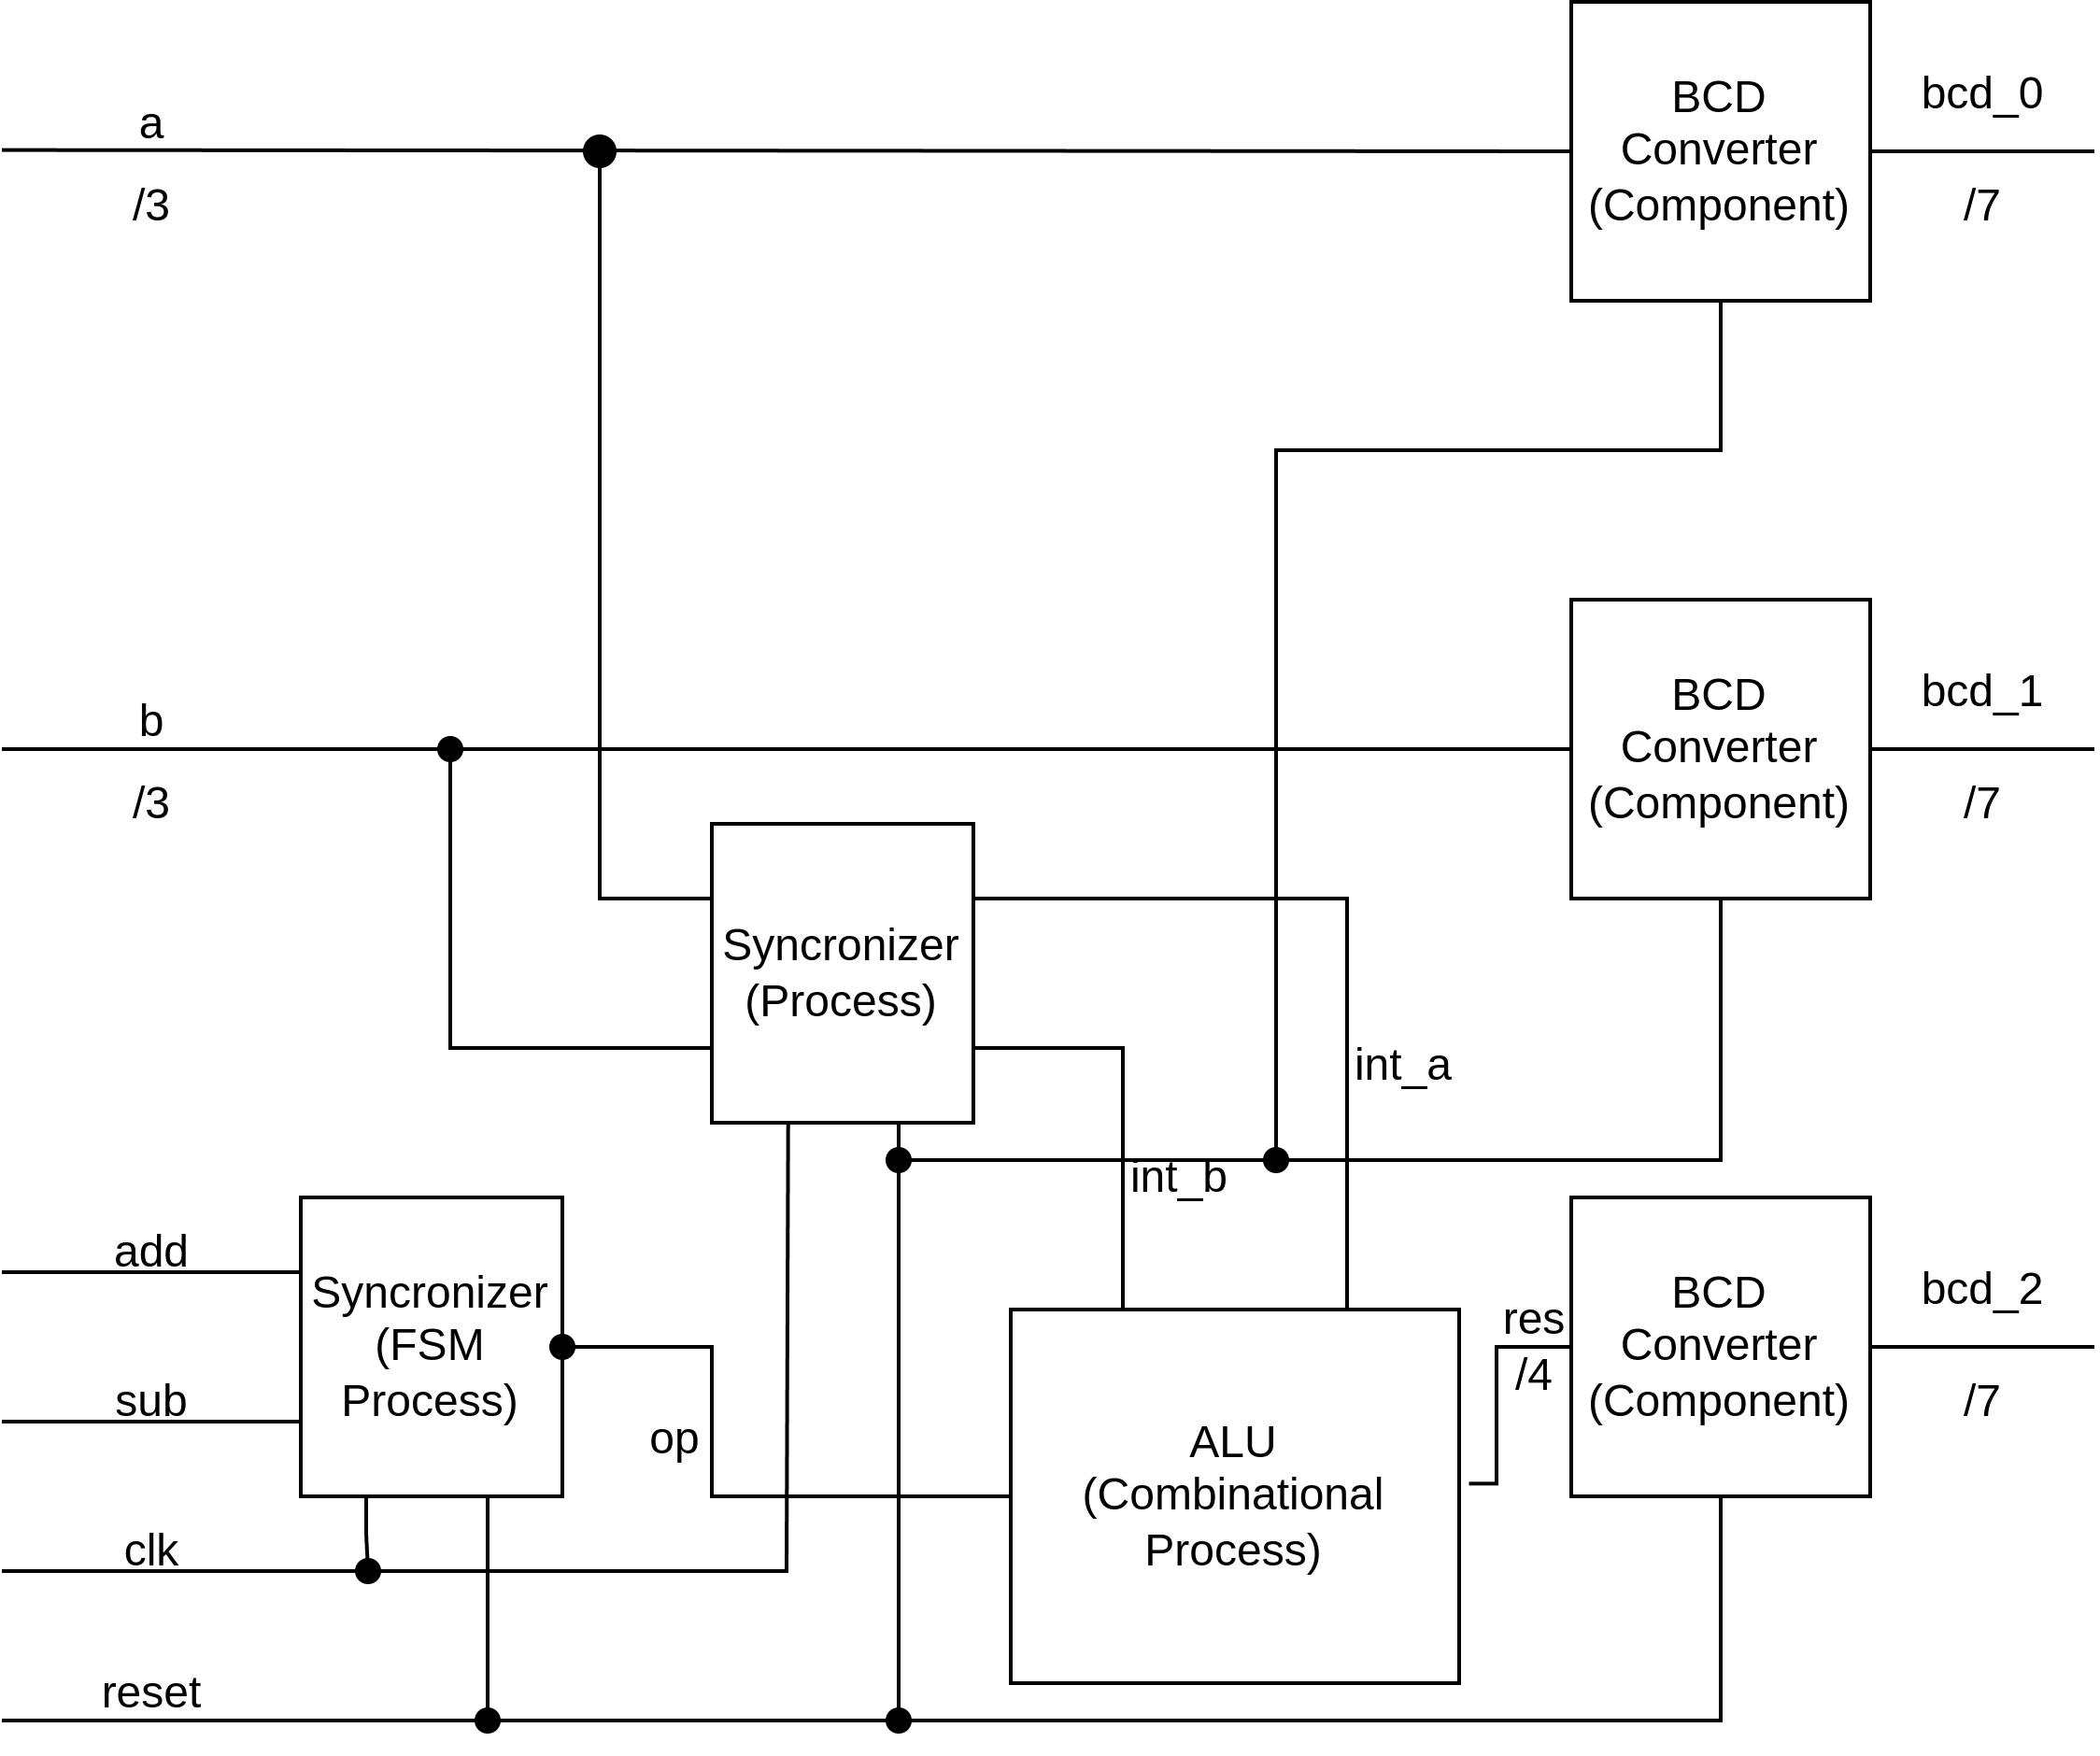 a
/3
BCD
Converter
(Component)
bcd_0
/7
b
/3
BCD
Converter
(Component)
bcd_1
/7
Syncronizer
(Process)
int_a
int_b
add
sub
clk
reset
Syncronizer
(FSM
Process)
op
ALU
(Combinational
Process)
res
/4
BCD
Converter
(Component)
bcd_2
/7